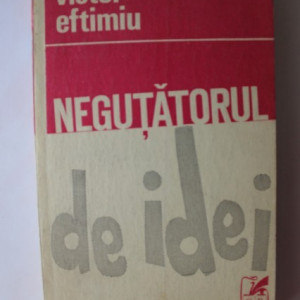 victor
eftimiu
NEGUȚĂTORUL
de idei